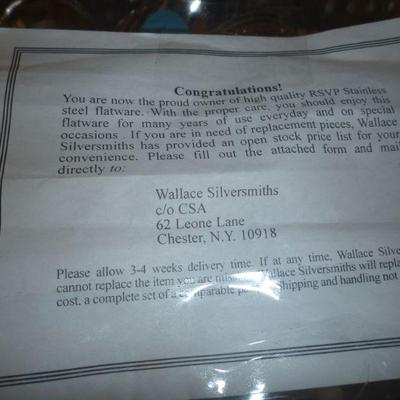 Congratulations!
You are now the proud owner of high quality RSVP Stainless
steel flatware. With the proper care, you should enjoy this
flatware for many years of use everyday and on special
occasions . If you are in need of replacement pieces, Wallace
Silversmiths has provided an open stock price list for your
convenience. Please fill out the attached form and mail
directly to:
Wallace Silversmiths
c/o CSA
62 Leone Lane
Chester, N.Y. 10918
Please allow 3-4 weeks delivery time. If at any time, Wallace Silve
cannot replace the item you are Wallace Silversmiths will repla
cost, a complete set of a comparable Shipping and handling not